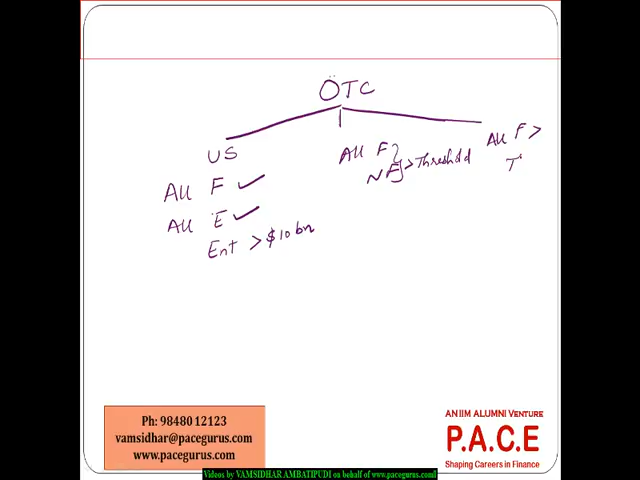 OTC
US
All F ✓
All E ✓
Ent > $10 bn
All F
NF > Threshold
All F >
T
Ph: 98480 12123
vamsidhar@pacegurus.com
www.pacegurus.com
AN IIM ALUMNI VENTURE
P.A.C.E
Shaping Careers in Finance
Videos by VAMSIDHAR AMBATIPUDI on behalf of www.pacegurus.com